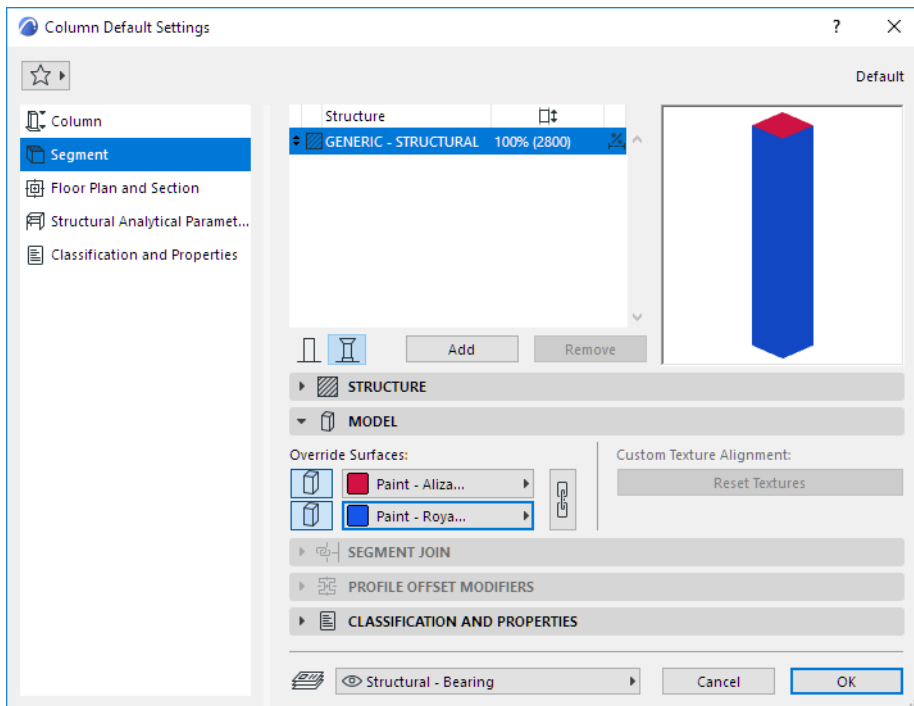 Column Default Settings
?
Default
Column
Segment
Floor Plan and Section
Structural Analytical Paramet...
Classification and Properties
Structure
GENERIC - STRUCTURAL 100% (2800)
Add
Remove
STRUCTURE
MODEL
Override Surfaces:
Custom Texture Alignment:
Paint - Aliza...
Reset Textures
Paint - Roya...
SEGMENT JOIN
PROFILE OFFSET MODIFIERS
CLASSIFICATION AND PROPERTIES
Structural - Bearing
Cancel
OK